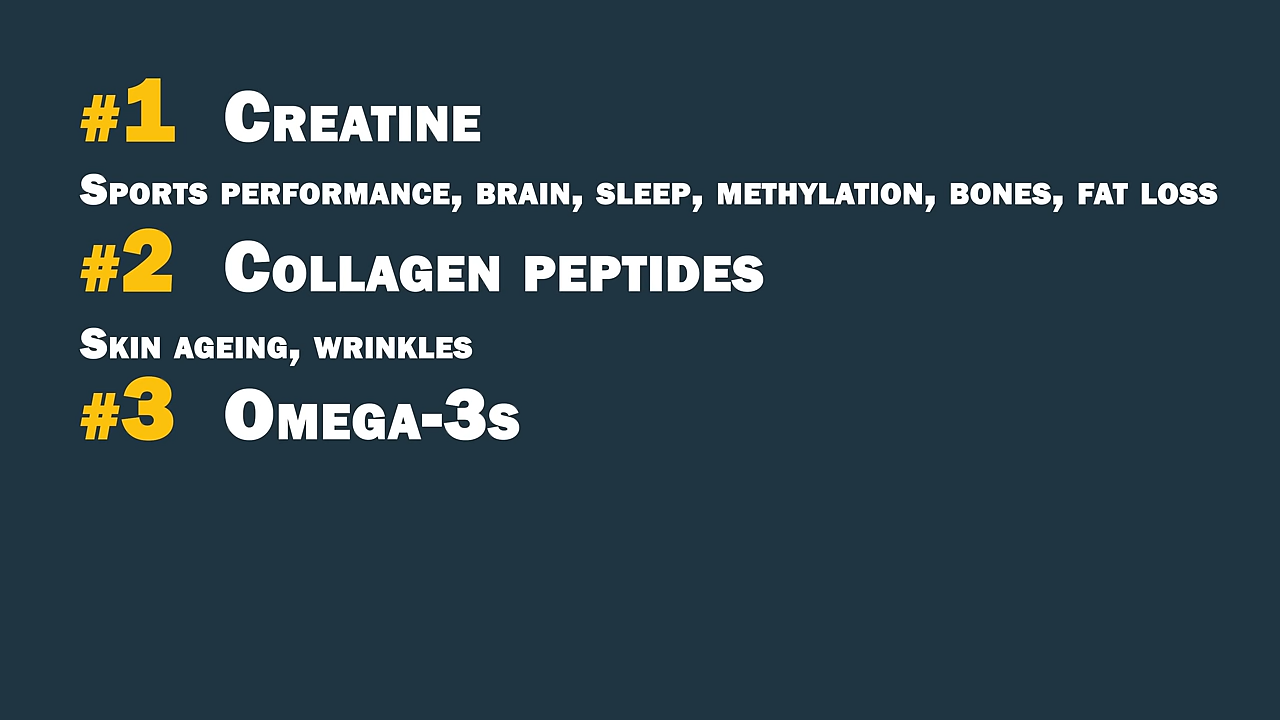 #1 Creatine
Sports performance, brain, sleep, methylation, bones, fat loss
#2 Collagen peptides
Skin ageing, wrinkles
#3 Omega-3s